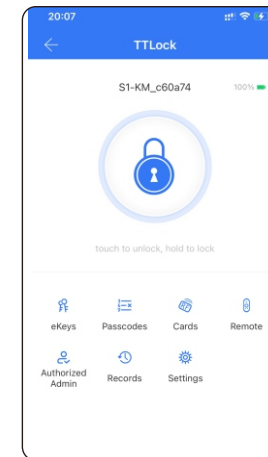 20:07
TTLock
S1-KM_c60a74
100%
touch to unlock, hold to lock
eKeys
Passcodes
Cards
Remote
Authorized
Admin
Records
Settings